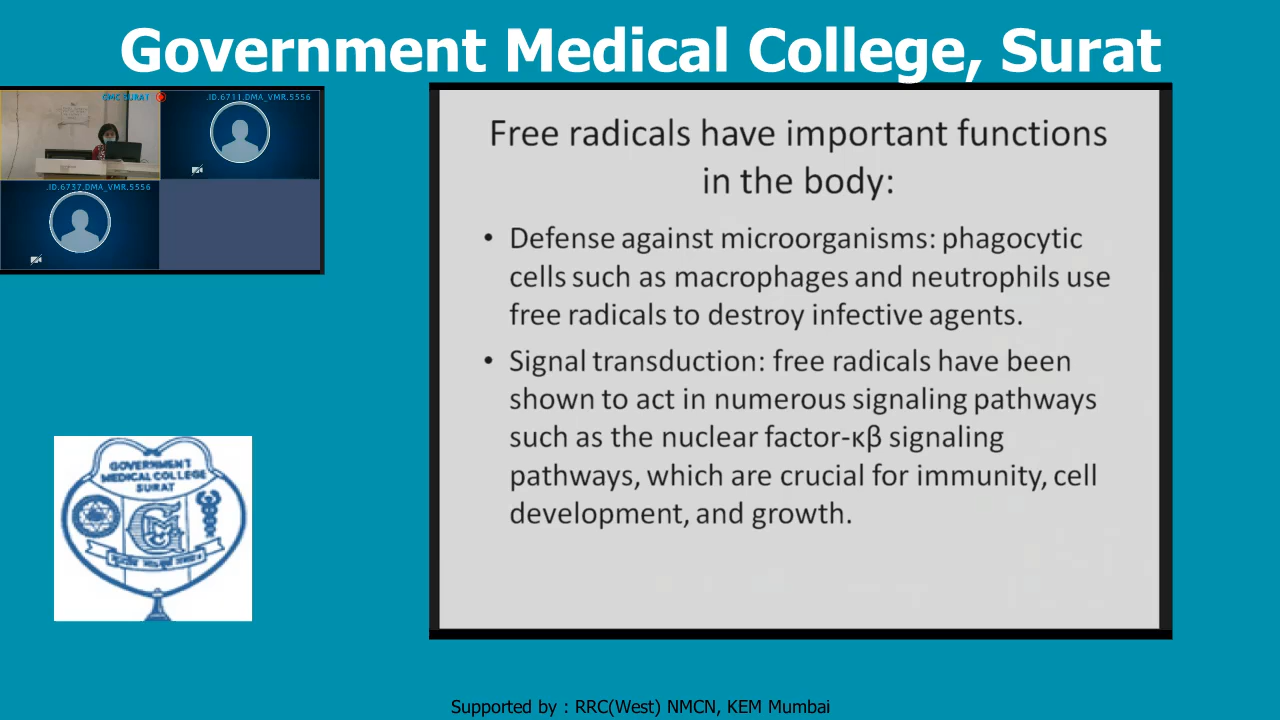 Government Medical College, Surat
GMC SURAT
.ID.6711.DMA_VMR.5556
.ID.6737.DMA_VMR.5556
Free radicals have important functions
in the body:
• Defense against microorganisms: phagocytic
cells such as macrophages and neutrophils use
free radicals to destroy infective agents.
• Signal transduction: free radicals have been
shown to act in numerous signaling pathways
such as the nuclear factor-κβ signaling
pathways, which are crucial for immunity, cell
development, and growth.
GOVERNMENT
MEDICAL COLLEGE
SURAT
Supported by : RRC(West) NMCN, KEM Mumbai